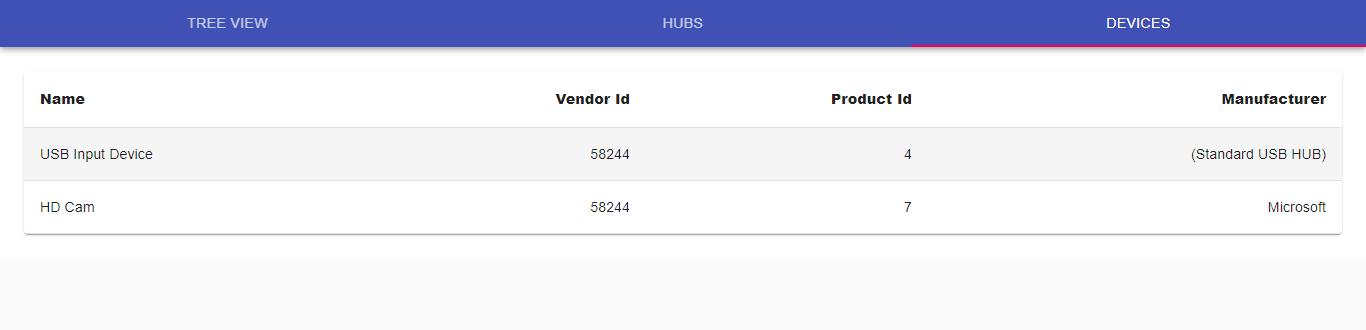 TREE VIEW HUBS DEVICES
Name Vendor Id Product Id Manufacturer
USB Input Device 58244 4 (Standard USB HUB)
HD Cam 58244 7 Microsoft